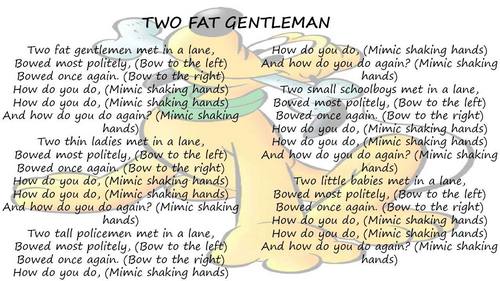 TWO FAT GENTLEMAN
Two fat gentlemen met in a lane,
Bowed most politely, (Bow to the left)
Bowed once again. (Bow to the right)
How do you do, (Mimic shaking hands)
How do you do, (Mimic shaking hands)
And how do you do again? (Mimic shaking
hands)
Two thin ladies met in a lane,
Bowed most politely, (Bow to the left)
Bowed once again. (Bow to the right)
How do you do, (Mimic shaking hands)
How do you do, (Mimic shaking hands)
And how do you do again? (Mimic shaking
hands)
Two tall policemen met in a lane,
Bowed most politely, (Bow to the left)
Bowed once again. (Bow to the right)
How do you do, (Mimic shaking hands)
How do you do, (Mimic shaking hands)
And how do you do again? (Mimic shaking
hands)
Two small schoolboys met in a lane,
Bowed most politely, (Bow to the left)
Bowed once again. (Bow to the right)
How do you do, (Mimic shaking hands)
How do you do, (Mimic shaking hands)
And how do you do again? (Mimic shaking
hands)
Two little babies met in a lane,
Bowed most politely, (Bow to the left)
Bowed once again. (Bow to the right)
How do you do, (Mimic shaking hands)
How do you do, (Mimic shaking hands)
And how do you do again? (Mimic shaking
hands)